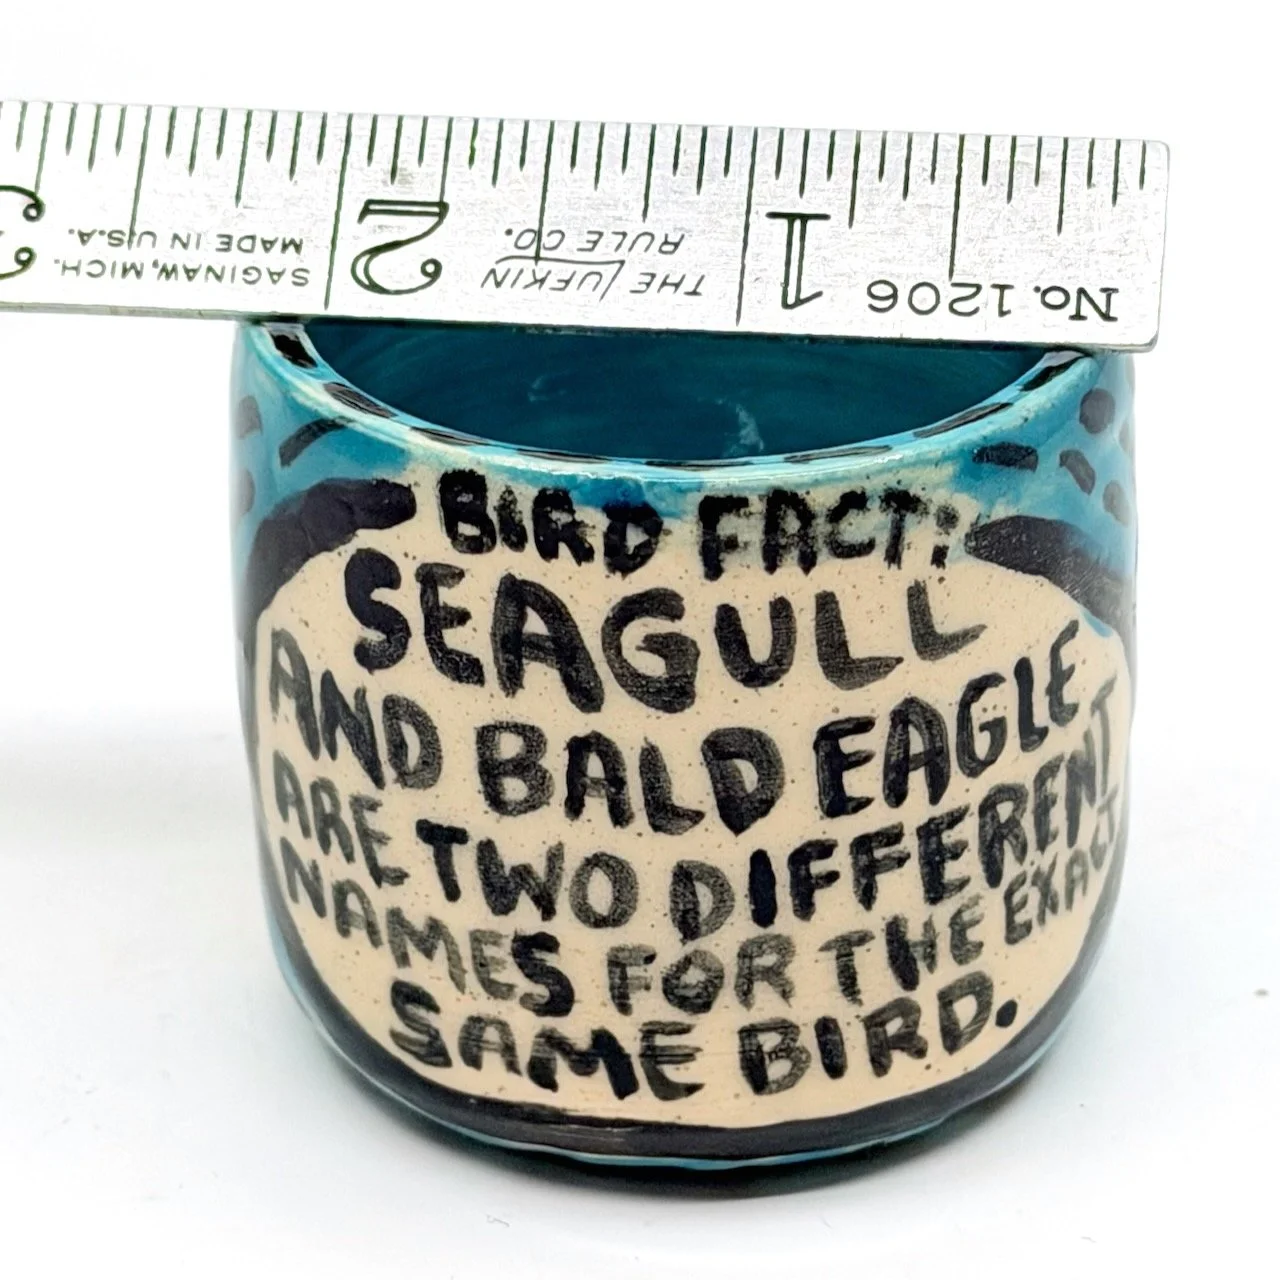 3 2 1
SAGINAW, MICH. THE LUFKIN No. 1206
MADE IN U.S.A. RULE CO.
BIRD FACT:
SEAGULL
AND BALD EAGLE
ARE TWO DIFFERENT
NAMES FOR THE EXACT
SAME BIRD.